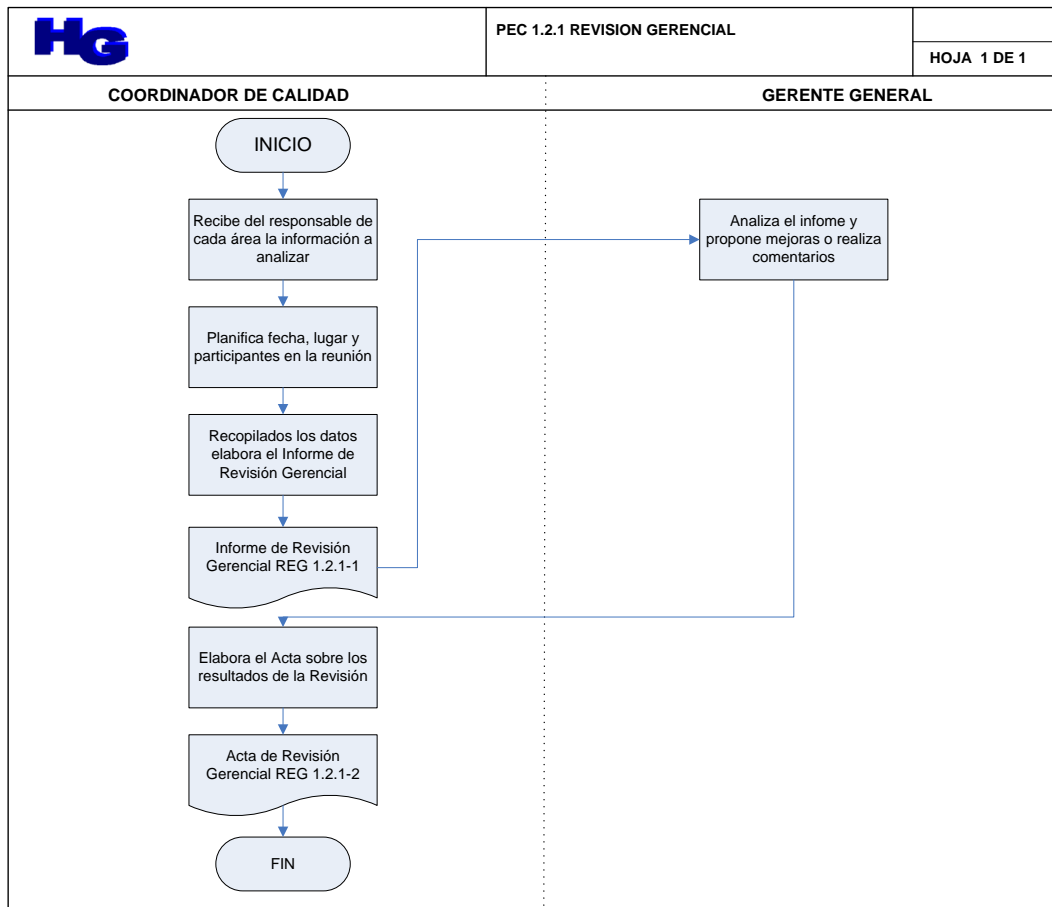 HG
PEC 1.2.1 REVISION GERENCIAL
HOJA 1 DE 1
COORDINADOR DE CALIDAD
GERENTE GENERAL
INICIO
Recibe del responsable de
cada área la información a
analizar
Planifica fecha, lugar y
participantes en la reunión
Recopilados los datos
elabora el Informe de
Revisión Gerencial
Informe de Revisión
Gerencial REG 1.2.1-1
Analiza el infome y
propone mejoras o realiza
comentarios
Elabora el Acta sobre los
resultados de la Revisión
Acta de Revisión
Gerencial REG 1.2.1-2
FIN